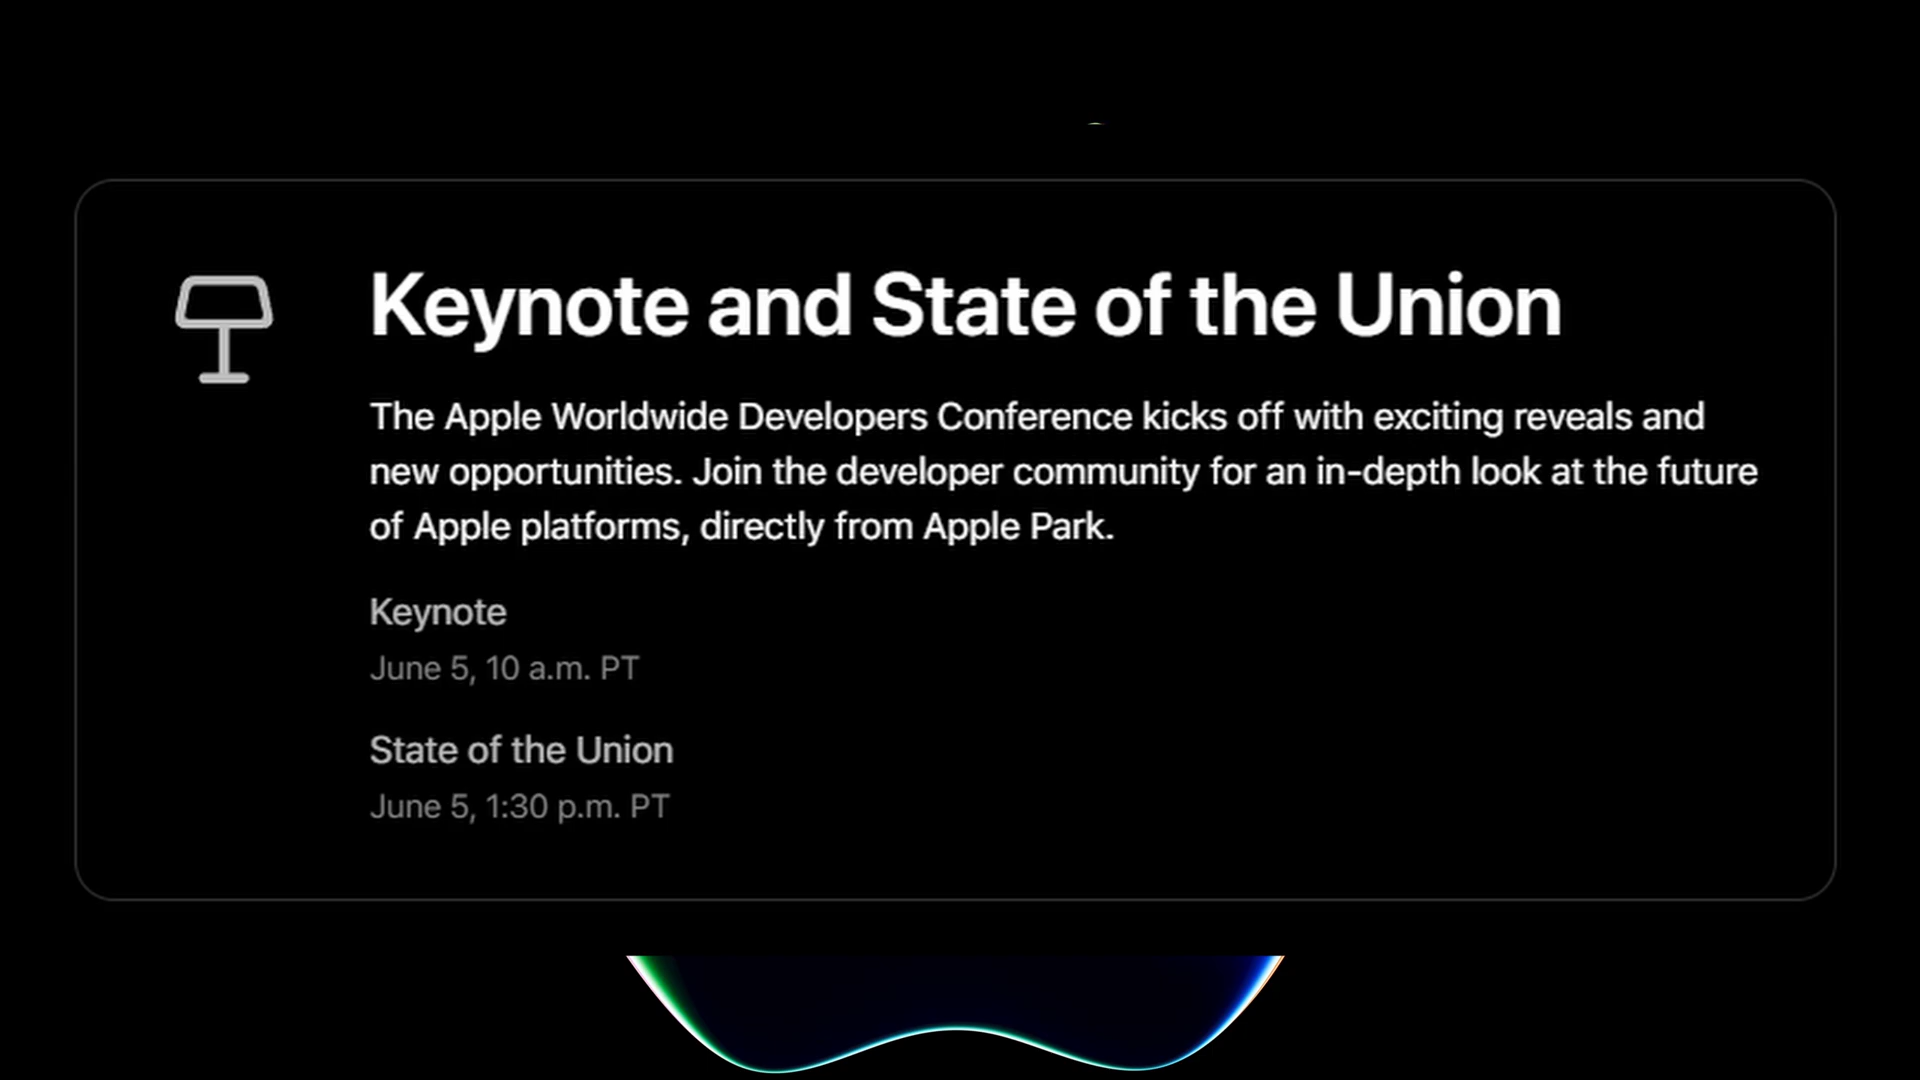 Keynote and State of the Union
The Apple Worldwide Developers Conference kicks off with exciting reveals and
new opportunities. Join the developer community for an in-depth look at the future
of Apple platforms, directly from Apple Park.
Keynote
June 5, 10 a.m. PT
State of the Union
June 5, 1:30 p.m. PT